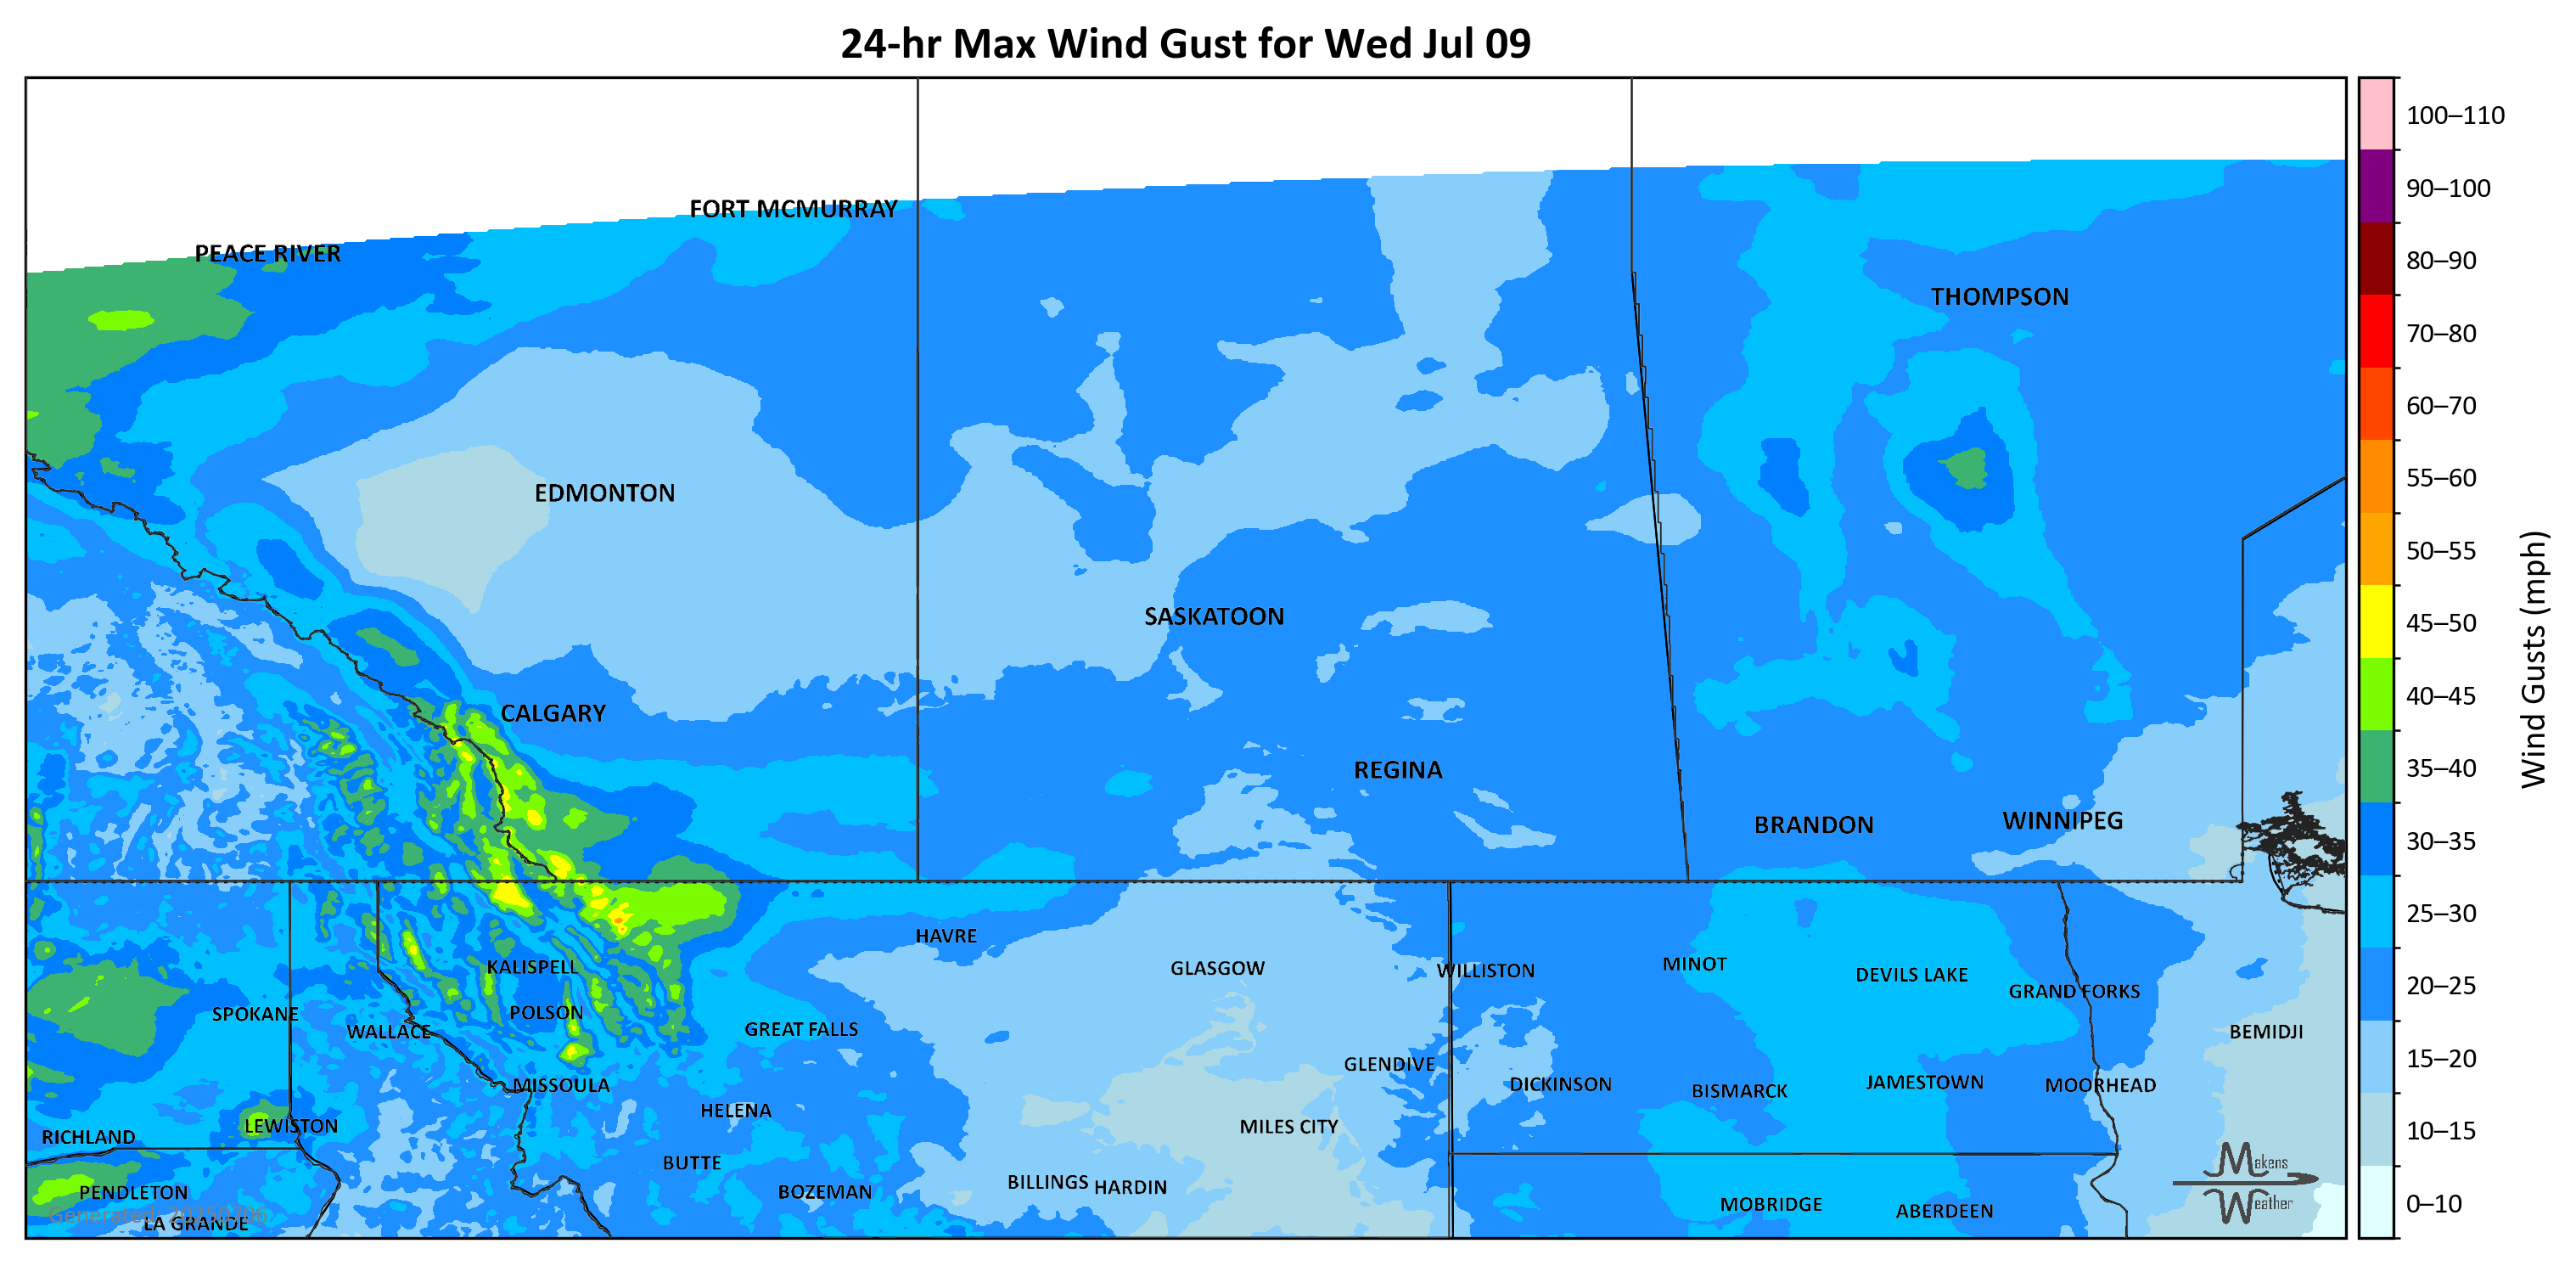 24-hr Max Wind Gust for Wed Jul 09
FORT MCMURRAY
PEACE RIVER
THOMPSON
EDMONTON
SASKATOON
CALGARY
REGINA
BRANDON
WINNIPEG
HAVRE
GLASGOW
WILLISTON
MINOT
DEVILS LAKE
GRAND FORKS
KALISPELL
POLSON
SPOKANE
WALLACE
GREAT FALLS
BEMIDJI
GLENDIVE
MISSOULA
DICKINSON
BISMARCK
JAMESTOWN
MOORHEAD
HELENA
LEWISTON
MILES CITY
RICHLAND
BUTTE
PENDLETON
BOZEMAN
BILLINGS
HARDIN
MOBRIDGE
ABERDEEN
Generated: 20250706
LA GRANDE
Makens
Weather
100–110
90–100
80–90
70–80
60–70
55–60
50–55
45–50
40–45
35–40
30–35
25–30
20–25
15–20
10–15
0–10
Wind Gusts (mph)